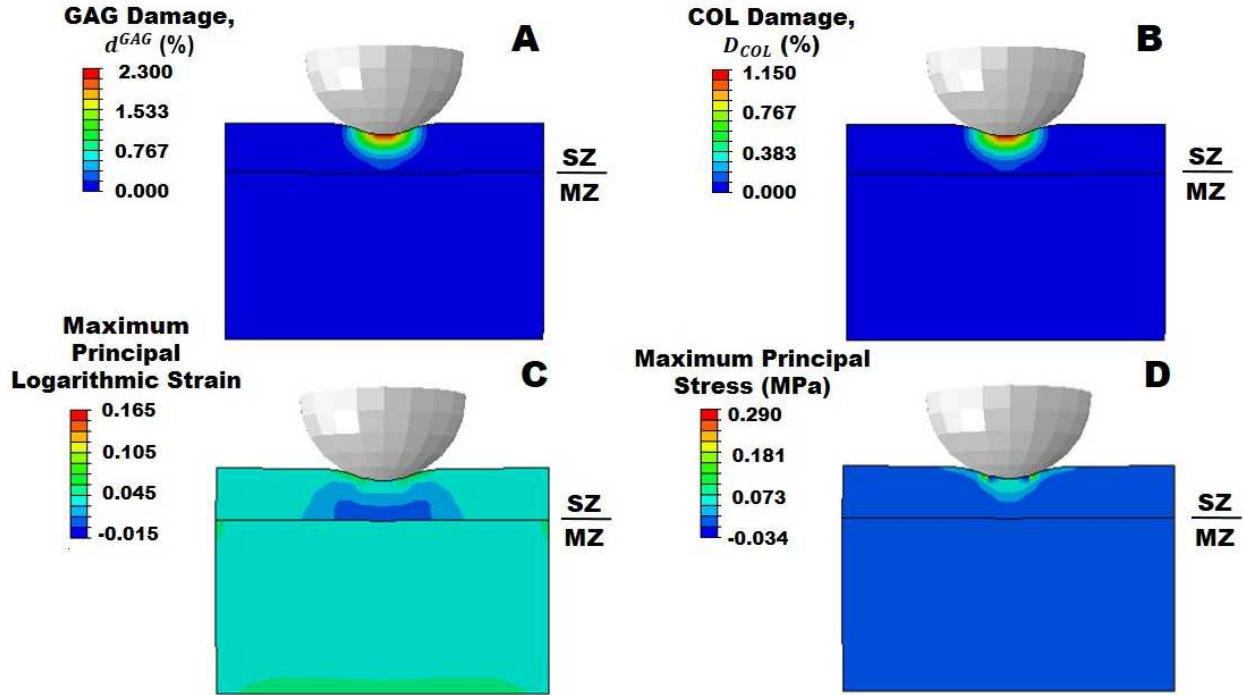 GAG Damage,
d^GAG (%)
2.300
1.533
0.767
0.000
A
SZ
MZ
COL Damage,
D_COL (%)
1.150
0.767
0.383
0.000
B
SZ
MZ
Maximum
Principal
Logarithmic Strain
0.165
0.105
0.045
-0.015
C
SZ
MZ
Maximum Principal
Stress (MPa)
0.290
0.181
0.073
-0.034
D
SZ
MZ